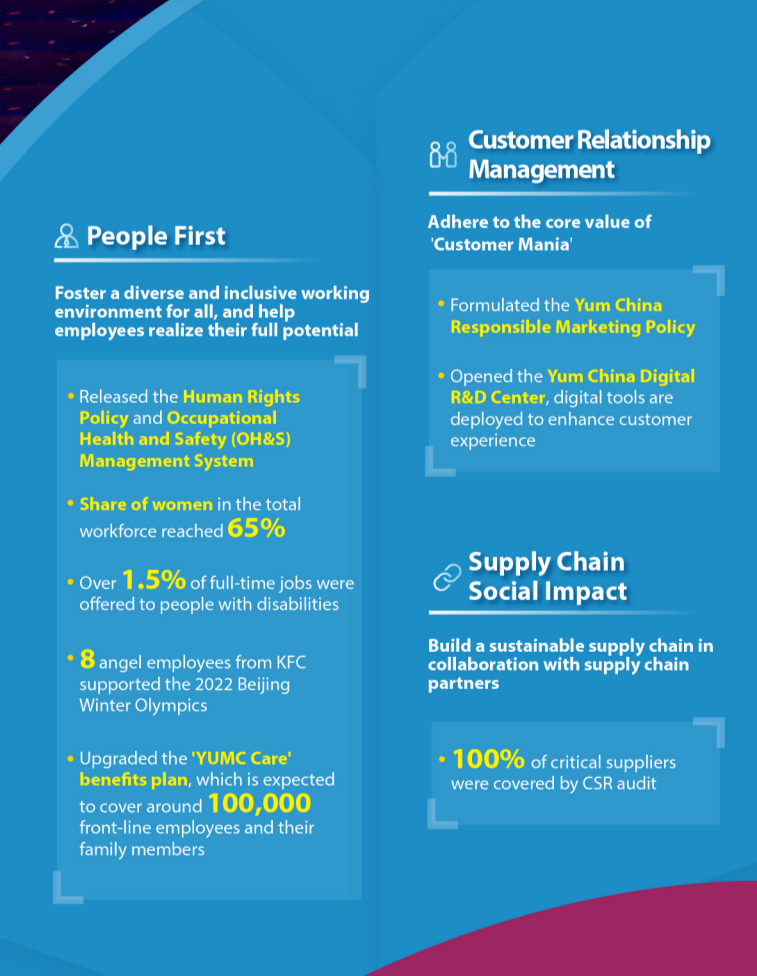 People First
Foster a diverse and inclusive working
environment for all, and help
employees realize their full potential
• Released the Human Rights
Policy and Occupational
Health and Safety (OH&S)
Management System
• Share of women in the total
workforce reached 65%
• Over 1.5% of full-time jobs were
offered to people with disabilities
• 8 angel employees from KFC
supported the 2022 Beijing
Winter Olympics
• Upgraded the 'YUMC Care'
benefits plan, which is expected
to cover around 100,000
front-line employees and their
family members
Customer Relationship
Management
Adhere to the core value of
'Customer Mania'
• Formulated the Yum China
Responsible Marketing Policy
• Opened the Yum China Digital
R&D Center, digital tools are
deployed to enhance customer
experience
Supply Chain
Social Impact
Build a sustainable supply chain in
collaboration with supply chain
partners
• 100% of critical suppliers
were covered by CSR audit